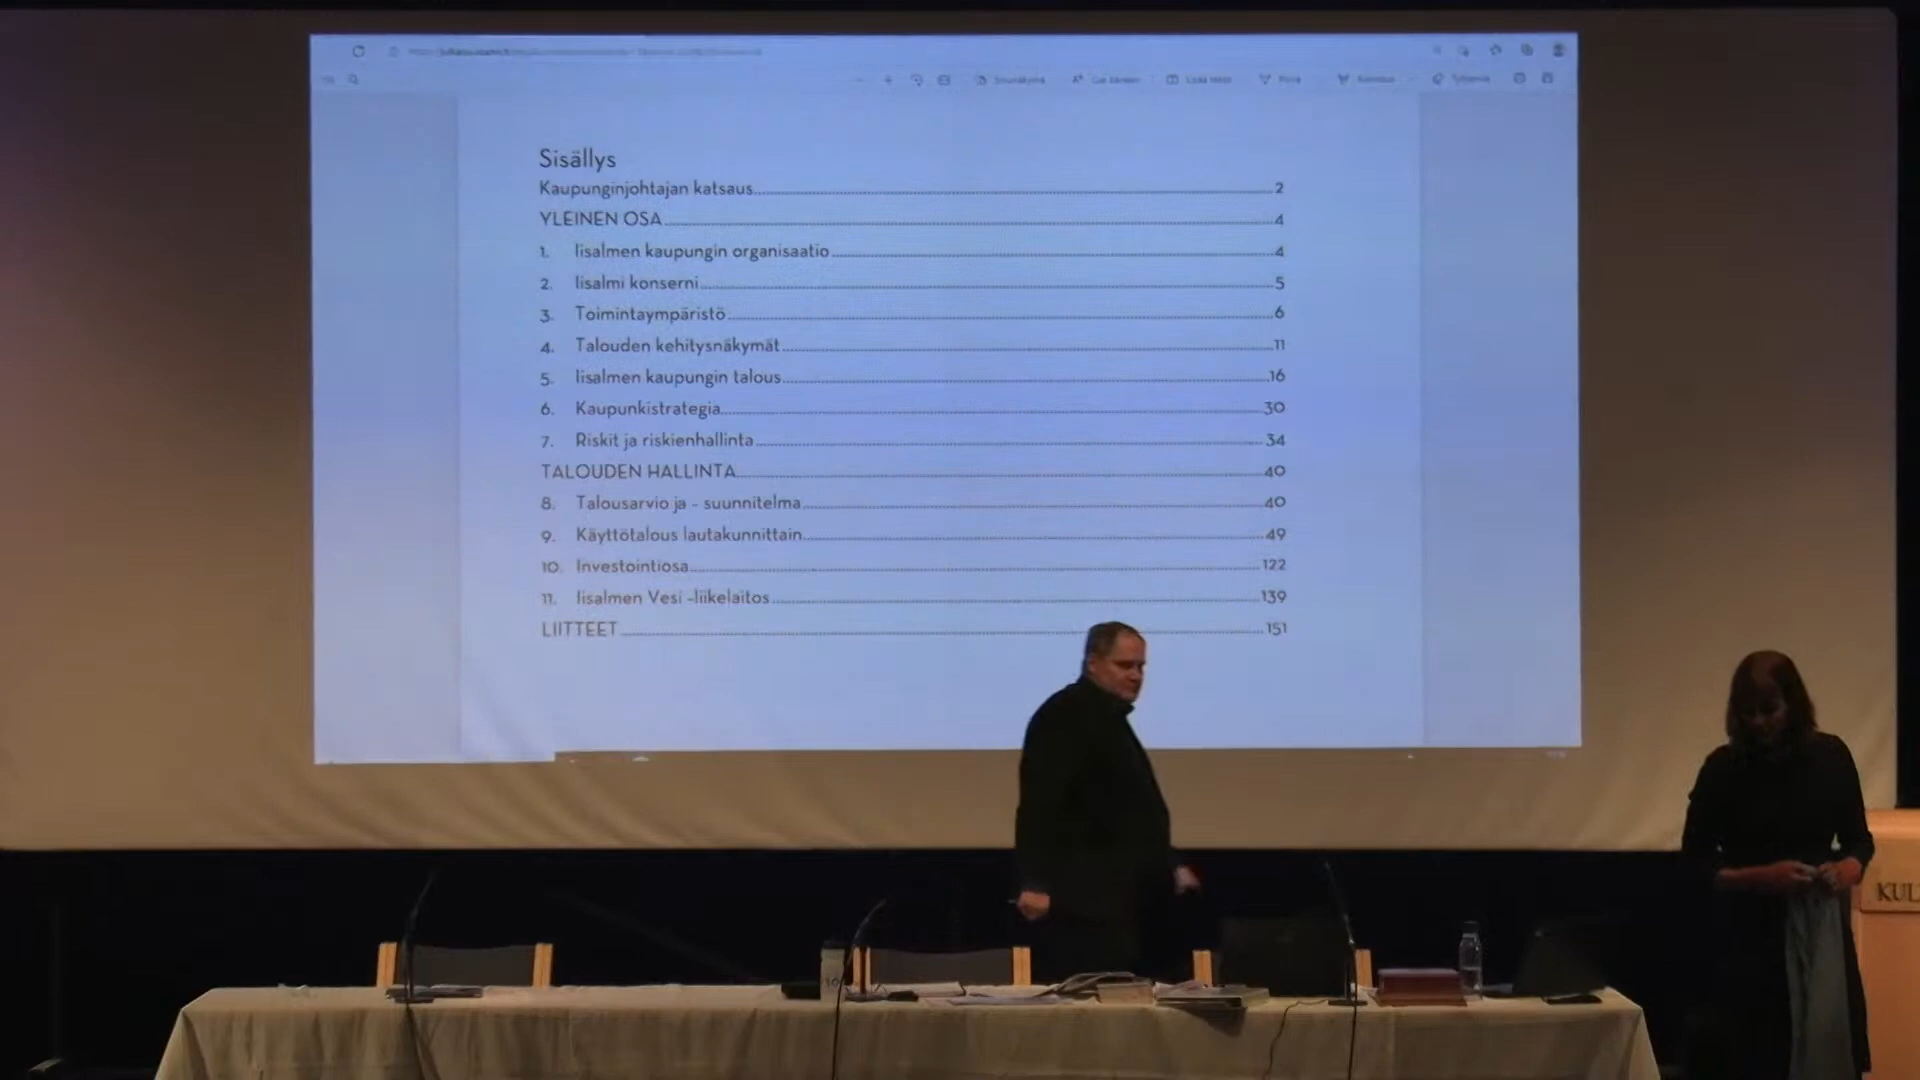 Sisällys
Kaupunginjohtajan katsaus 2
YLEINEN OSA 4
1. Iisalmen kaupungin organisaatio 4
2. Iisalmi konserni 5
3. Toimintaympäristö 6
4. Talouden kehitysnäkymät 11
5. Iisalmen kaupungin talous 16
6. Kaupunkistrategia 30
7. Riskit ja riskienhallinta 34
TALOUDEN HALLINTA 40
8. Talousarvio ja - suunnitelma 40
9. Käyttötalous lautakunnittain 49
10. Investointiosa 122
11. Iisalmen Vesi -liikelaitos 139
LIITTEET 151
KUL